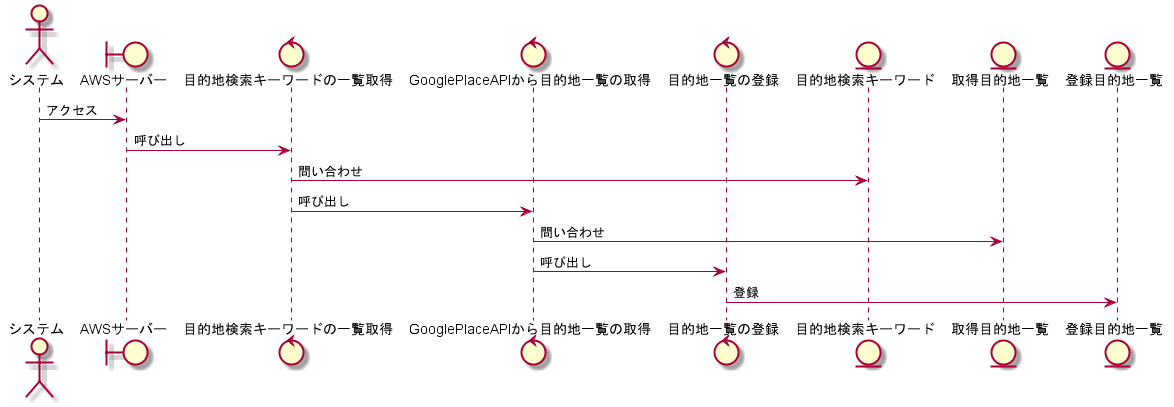 システム AWSサーバー 目的地検索キーワードの一覧取得 GooglePlaceAPIから目的地一覧の取得 目的地一覧の登録 目的地検索キーワード 取得目的地一覧 登録目的地一覧
アクセス
呼び出し
問い合わせ
呼び出し
問い合わせ
呼び出し
登録
システム AWSサーバー 目的地検索キーワードの一覧取得 GooglePlaceAPIから目的地一覧の取得 目的地一覧の登録 目的地検索キーワード 取得目的地一覧 登録目的地一覧